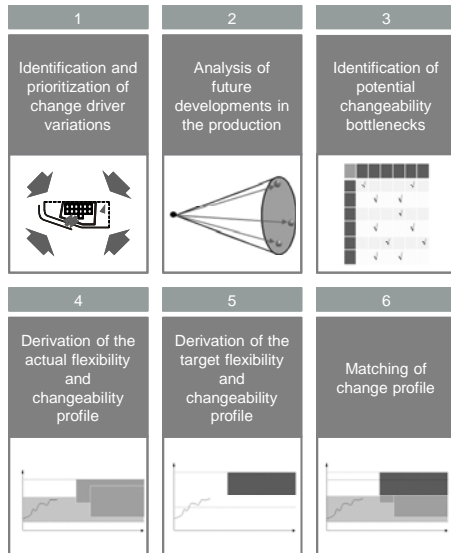 1
Identification and
prioritization of
change driver
variations
2
Analysis of
future
developments in
the production
3
Identification of
potential
changeability
bottlenecks
4
Derivation of the
actual flexibility
and
changeability
profile
5
Derivation of the
target flexibility
and
changeability
profile
6
Matching of
change profile